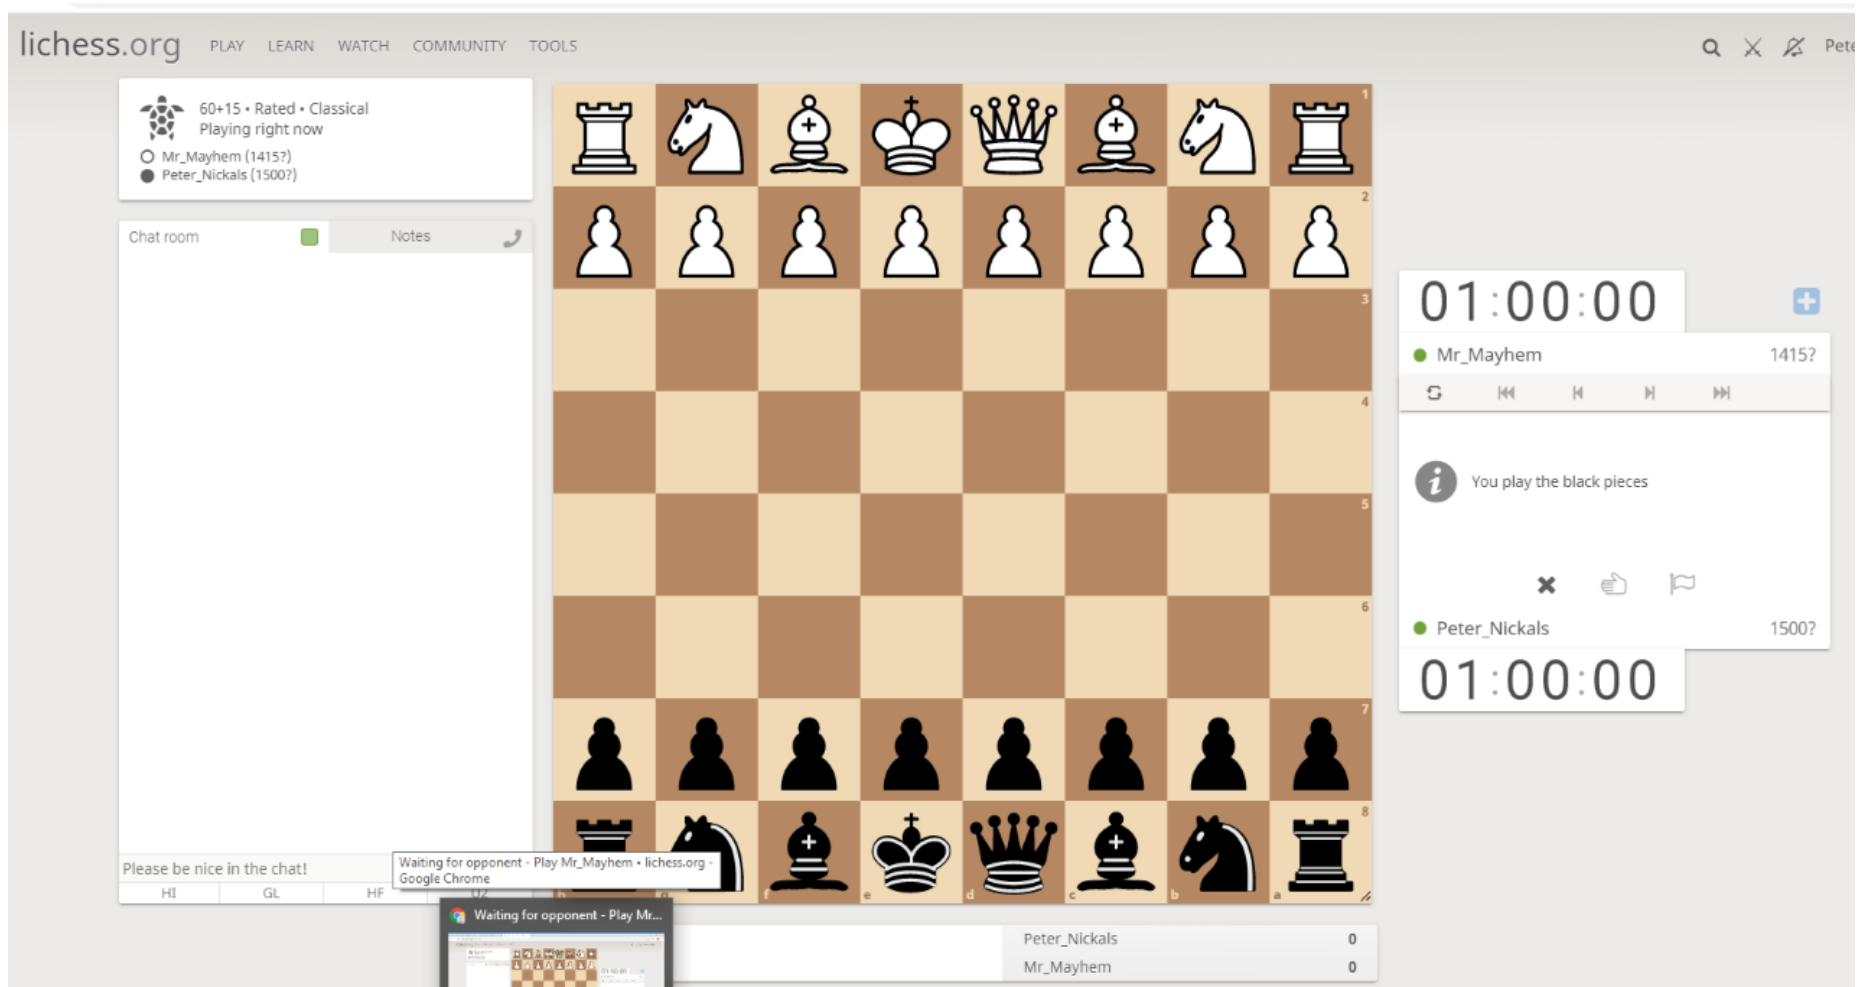 lichess.org PLAY LEARN WATCH COMMUNITY TOOLS Pete
60+15 • Rated • Classical
Playing right now
Mr_Mayhem (1415?)
Peter_Nickals (1500?)
Chat room Notes
Please be nice in the chat!
HI GL HF U2
Waiting for opponent - Play Mr_Mayhem • lichess.org -
Google Chrome
Waiting for opponent - Play Mr...
1
2
3
4
5
6
7
8
h g f e d c b a
01:00:00
Mr_Mayhem 1415?
You play the black pieces
Peter_Nickals 1500?
01:00:00
Peter_Nickals 0
Mr_Mayhem 0